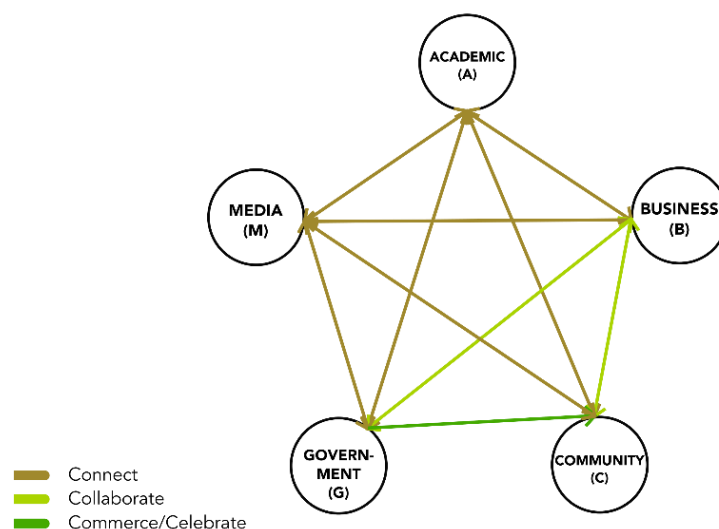 ACADEMIC
(A)
MEDIA
(M)
BUSINESS
(B)
GOVERN-
MENT
(G)
COMMUNITY
(C)
Connect
Collaborate
Commerce/Celebrate